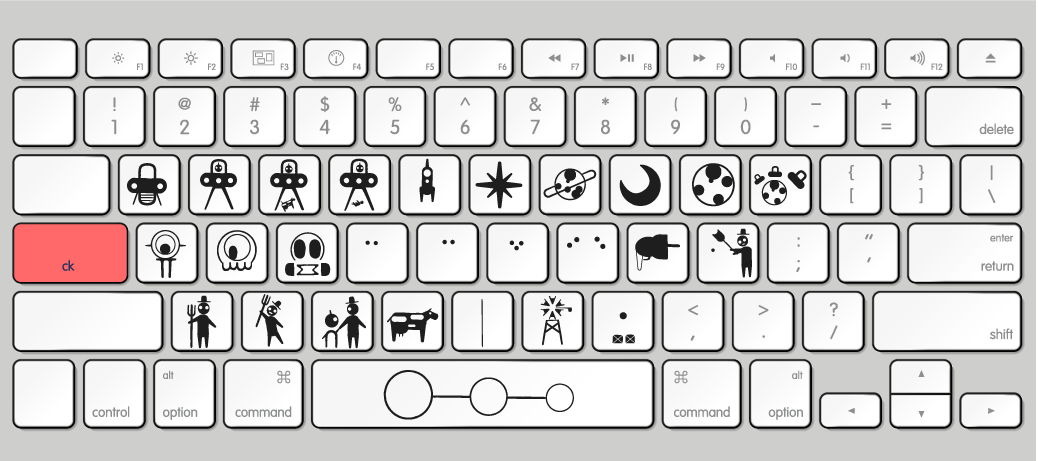 F1 F2 F3 F4 F5 F6 F7 F8 F9 F10 F11 F12
! @ # $ % ^ & * ( ) – +
1 2 3 4 5 6 7 8 9 0 - = delete
{ } |
[ ] \
: “ enter
ck ; ‘ return
< > ?
, . / shift
alt ⌘ ⌘ alt
control option command command option